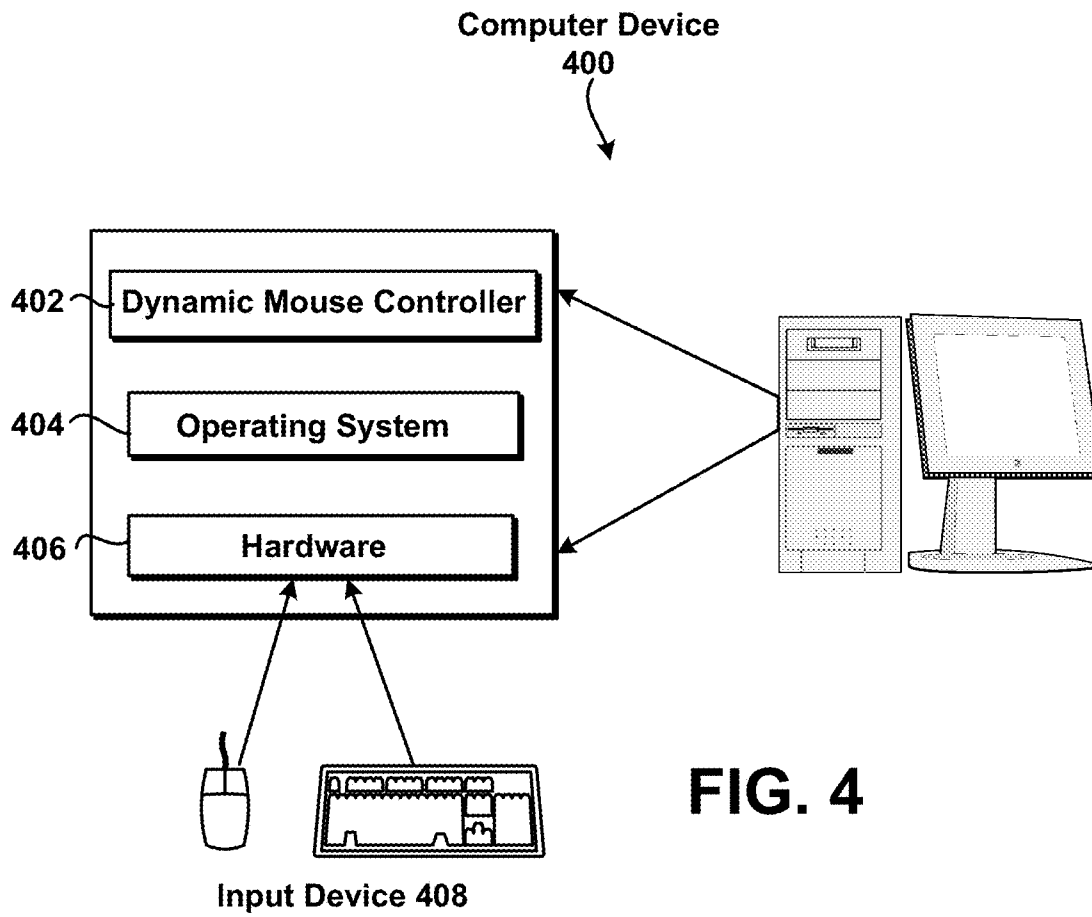 Computer Device
400
402
Dynamic Mouse Controller
404
Operating System
406
Hardware
FIG. 4
Input Device 408